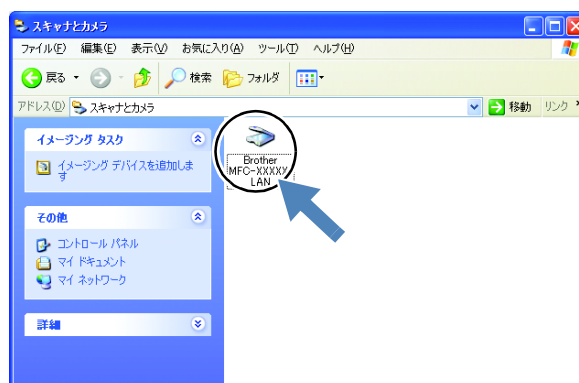 スキャナとカメラ
ファイル(F) 編集(E) 表示(V) お気に入り(A) ツール(T) ヘルプ(H)
戻る 検索 フォルダ
アドレス(D) スキャナとカメラ 移動 リンク
イメージング タスク
イメージング デバイスを追加しま
す
その他
コントロール パネル
マイ ドキュメント
マイ ネットワーク
詳細
Brother
MFC-XXXXX
LAN